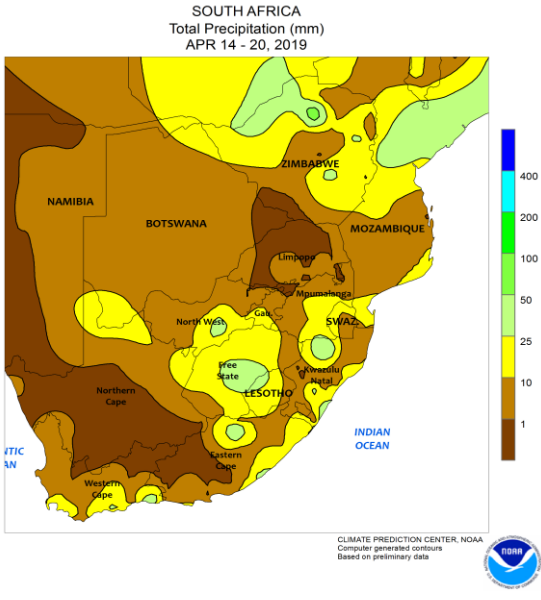 SOUTH AFRICA
Total Precipitation (mm)
APR 14 - 20, 2019
ZIMBABWE
NAMIBIA
BOTSWANA
MOZAMBIQUE
Limpopo
Mpumalanga
North West
Gau.
SWAZ.
Free
State
Kwazulu
Natal
Northern
Cape
LESOTHO
INDIAN
OCEAN
NTIC
AN
Eastern
Cape
Western
Cape
400
200
100
50
25
10
1
CLIMATE PREDICTION CENTER, NOAA
Computer generated contours
Based on preliminary data
NOAA